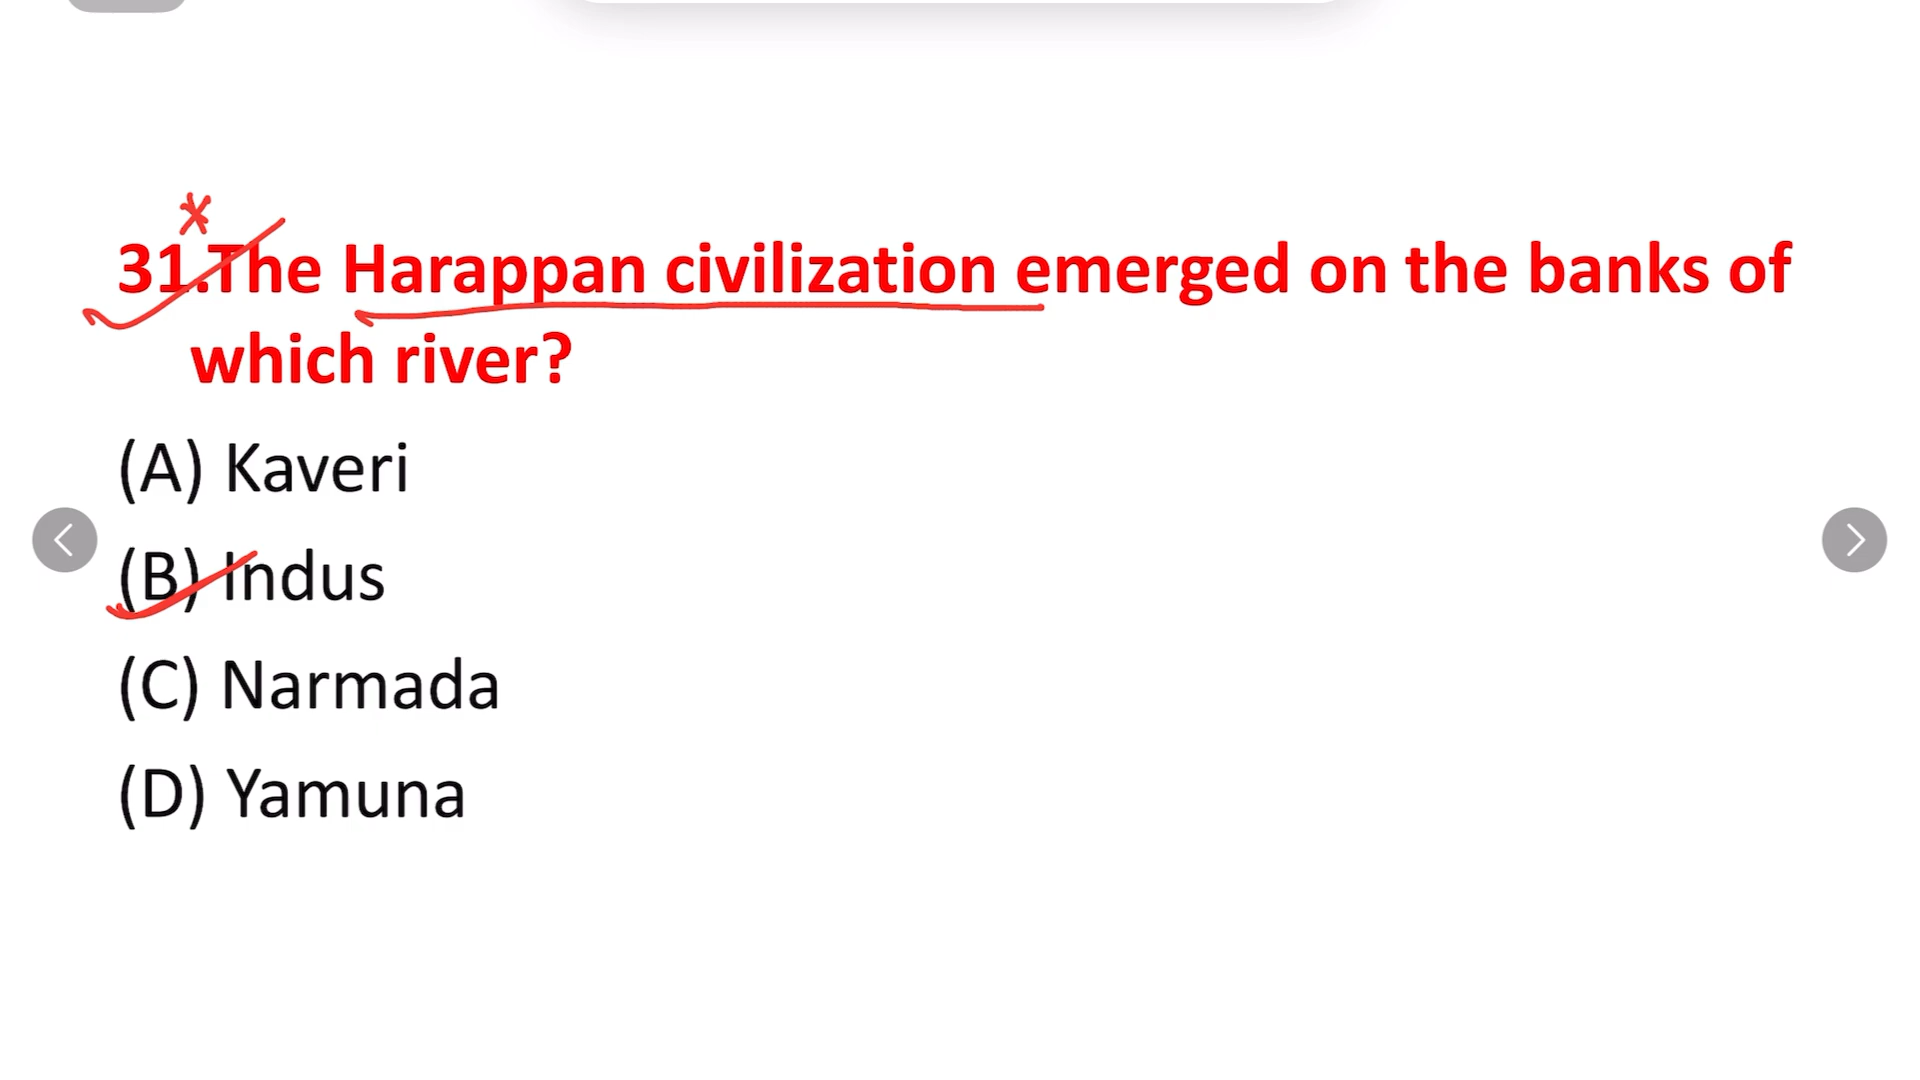 31.The Harappan civilization emerged on the banks of
which river?
(A) Kaveri
(B) Indus
(C) Narmada
(D) Yamuna